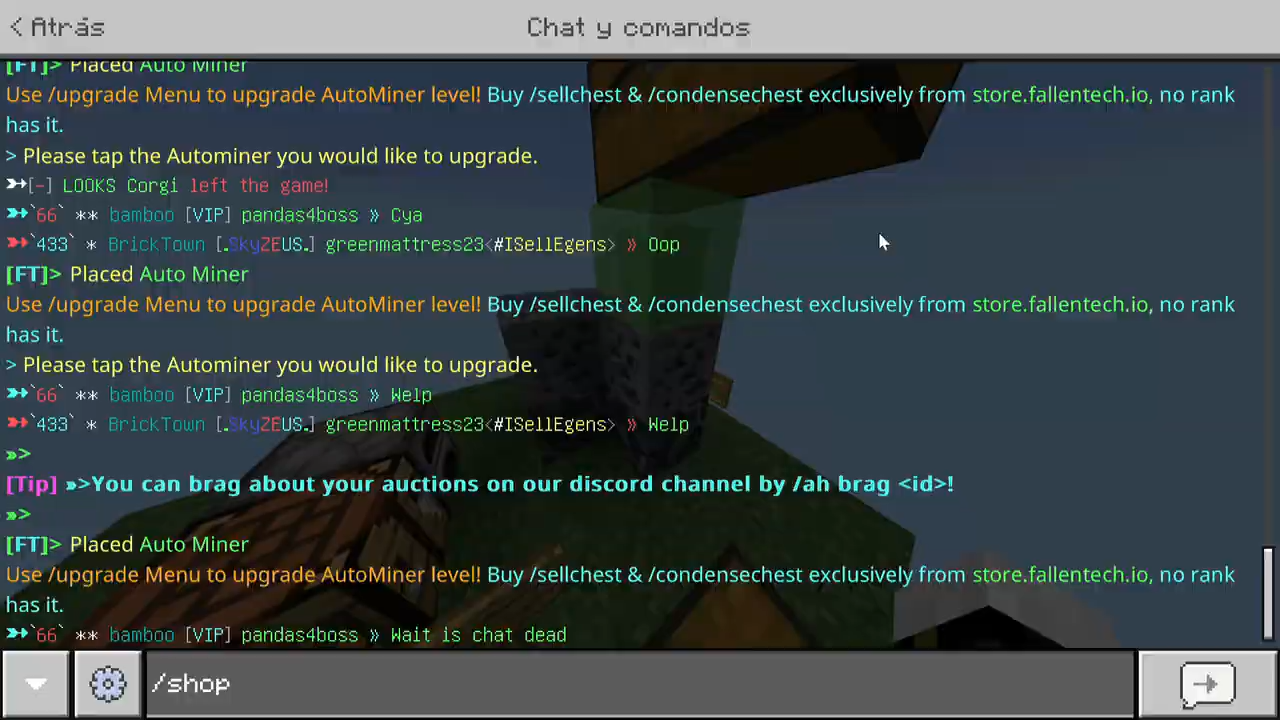 < Atrás
Chat y comandos
[FT]> Placed Auto Miner
Use /upgrade Menu to upgrade AutoMiner level! Buy /sellchest & /condensechest exclusively from store.fallentech.io, no rank
has it.
> Please tap the Autominer you would like to upgrade.
➳[-] LOOKS Corgi left the game!
➳`66` ** bamboo [VIP] pandas4boss » Cya
➳`433` * BrickTown [.SkyZEUS.] greenmattress23<#ISellEgens> » Oop
[FT]> Placed Auto Miner
Use /upgrade Menu to upgrade AutoMiner level! Buy /sellchest & /condensechest exclusively from store.fallentech.io, no rank
has it.
> Please tap the Autominer you would like to upgrade.
➳`66` ** bamboo [VIP] pandas4boss » Welp
➳`433` * BrickTown [.SkyZEUS.] greenmattress23<#ISellEgens> » Welp
»>
[Tip] »>You can brag about your auctions on our discord channel by /ah brag <id>!
»>
[FT]> Placed Auto Miner
Use /upgrade Menu to upgrade AutoMiner level! Buy /sellchest & /condensechest exclusively from store.fallentech.io, no rank
has it.
➳`66` ** bamboo [VIP] pandas4boss » Wait is chat dead
/shop